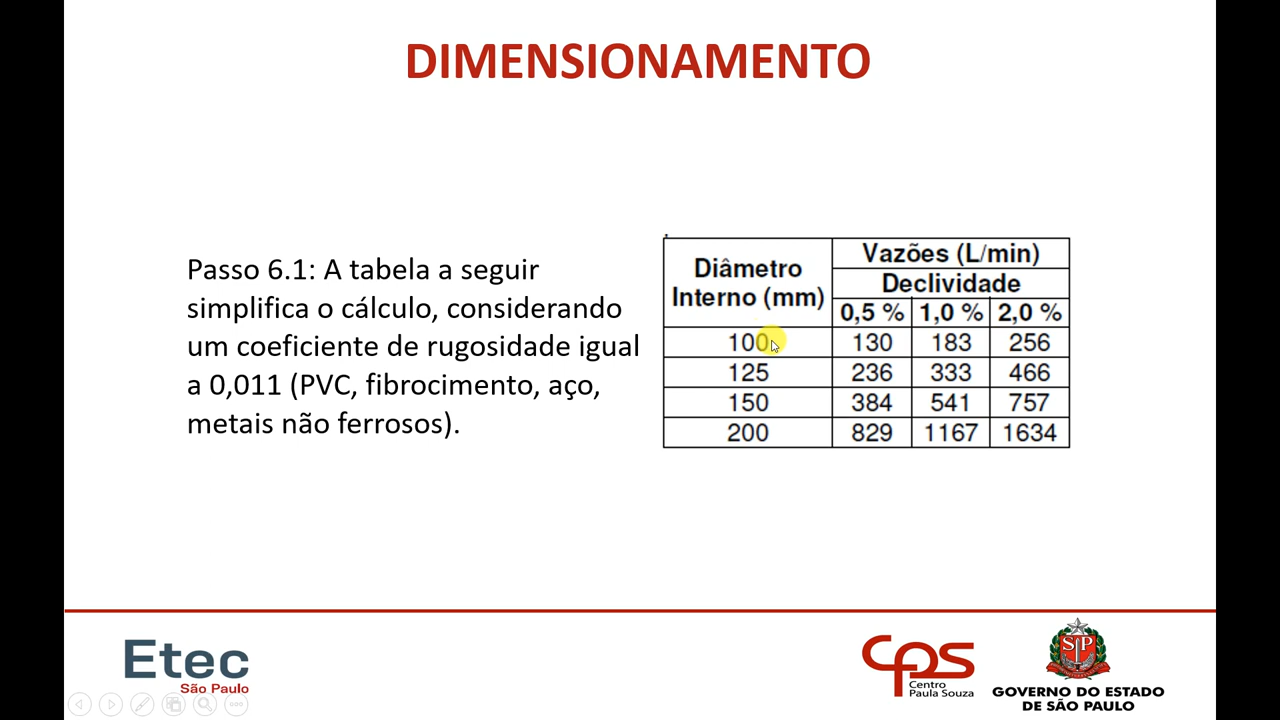 DIMENSIONAMENTO
Passo 6.1: A tabela a seguir
simplifica o cálculo, considerando
um coeficiente de rugosidade igual
a 0,011 (PVC, fibrocimento, aço,
metais não ferrosos).
Diâmetro
Interno (mm)
Vazões (L/min)
Declividade
0,5 % 1,0 % 2,0 %
100 130 183 256
125 236 333 466
150 384 541 757
200 829 1167 1634
Etec
São Paulo
CPS
Centro
Paula Souza
SP
GOVERNO DO ESTADO
DE SÃO PAULO